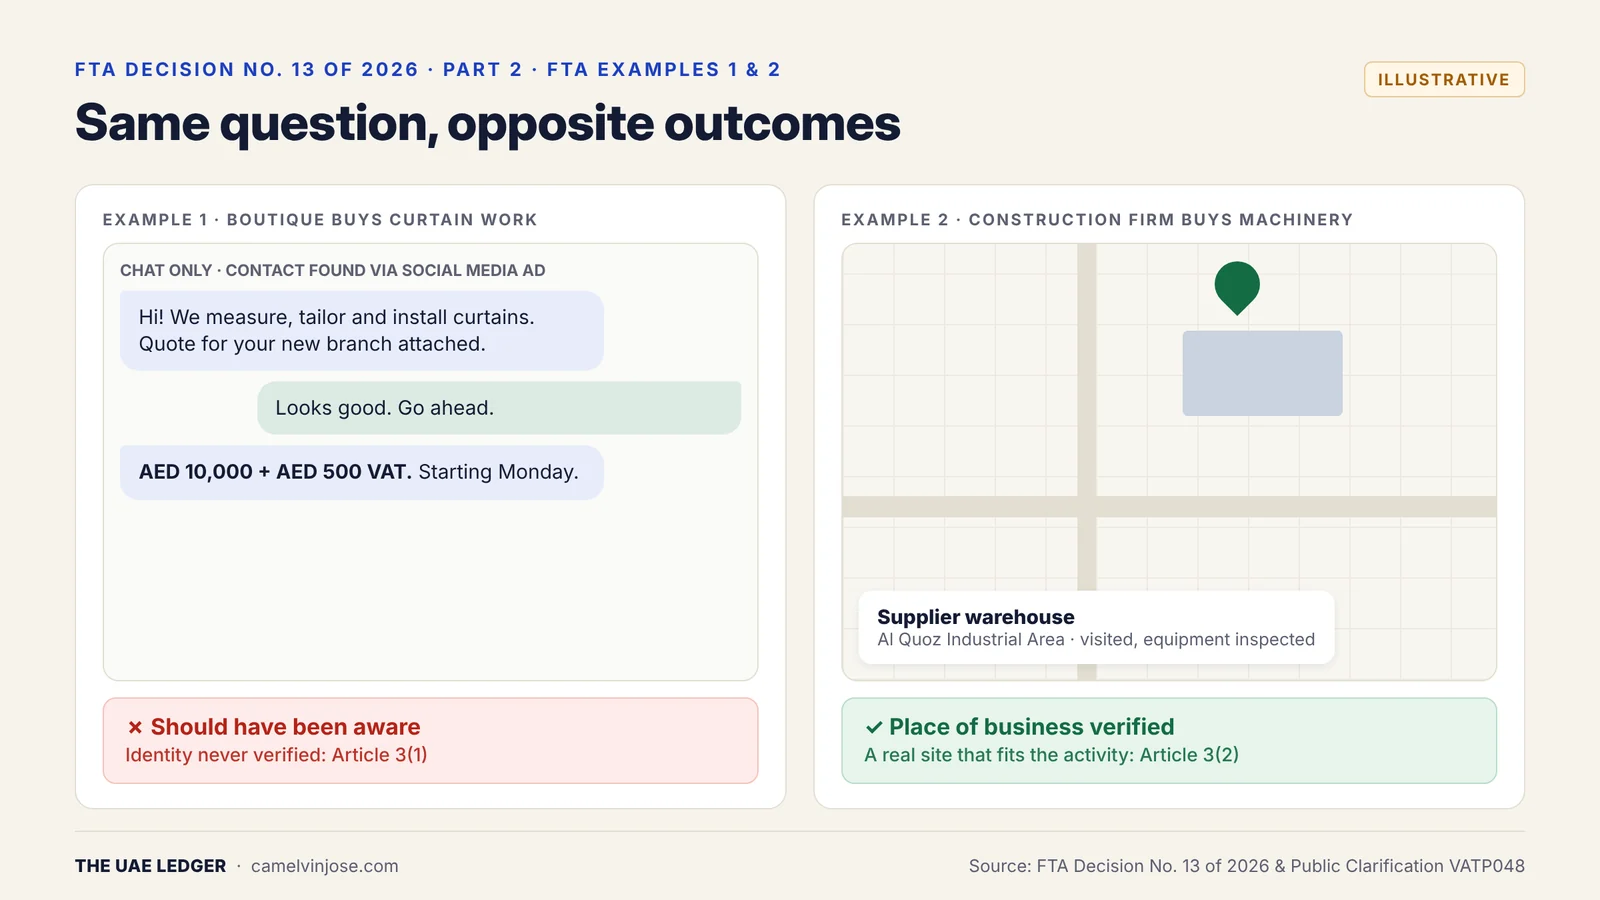 FTA DECISION NO. 13 OF 2026 · PART 2 · FTA EXAMPLES 1 & 2
ILLUSTRATIVE
Same question, opposite outcomes
EXAMPLE 1 · BOUTIQUE BUYS CURTAIN WORK
CHAT ONLY · CONTACT FOUND VIA SOCIAL MEDIA AD
Hi! We measure, tailor and install curtains.
Quote for your new branch attached.
Looks good. Go ahead.
AED 10,000 + AED 500 VAT. Starting Monday.
✕ Should have been aware
Identity never verified: Article 3(1)
EXAMPLE 2 · CONSTRUCTION FIRM BUYS MACHINERY
Supplier warehouse
Al Quoz Industrial Area · visited, equipment inspected
✓ Place of business verified
A real site that fits the activity: Article 3(2)
THE UAE LEDGER · camelvinjose.com
Source: FTA Decision No. 13 of 2026 & Public Clarification VATP048